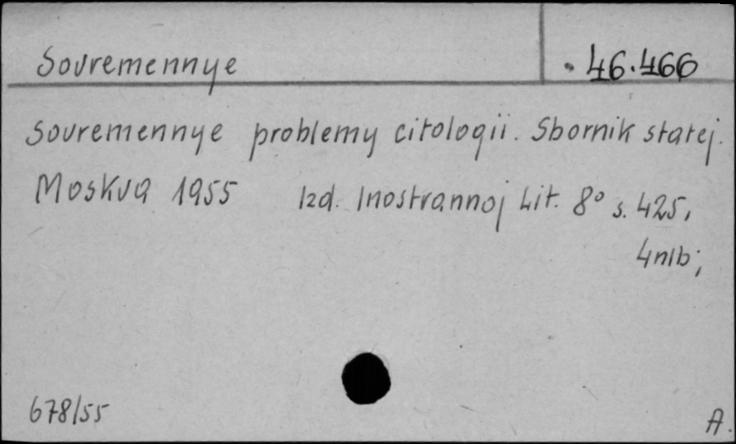 Sovremennye
46.466
Sovremennye problemy citologii. Sbornik statej.
Moskva 1955 Izd. Inostrannoj Lit. 8° s. 425,
4nlb;
678/55
A.